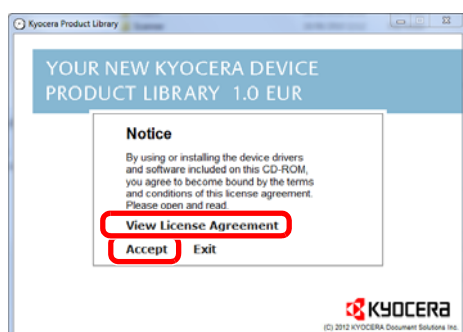 Kyocera Product Library
YOUR NEW KYOCERA DEVICE
PRODUCT LIBRARY 1.0 EUR
Notice
By using or installing the device drivers
and software included on this CD-ROM,
you agree to become bound by the terms
and conditions of this license agreement.
Please open and read.
View License Agreement
Accept Exit
KYOCERA
(C) 2012 KYOCERA Document Solutions Inc.